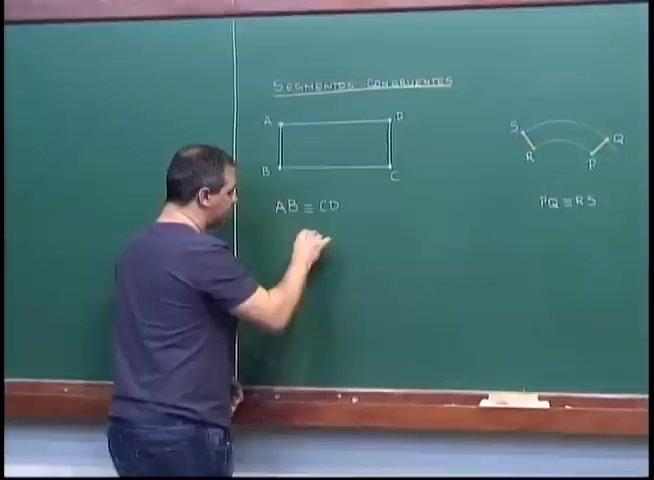 SEGMENTOS CONGRUENTES
A D
B C
AB ≡ CD
S Q
R P
PQ ≡ RS